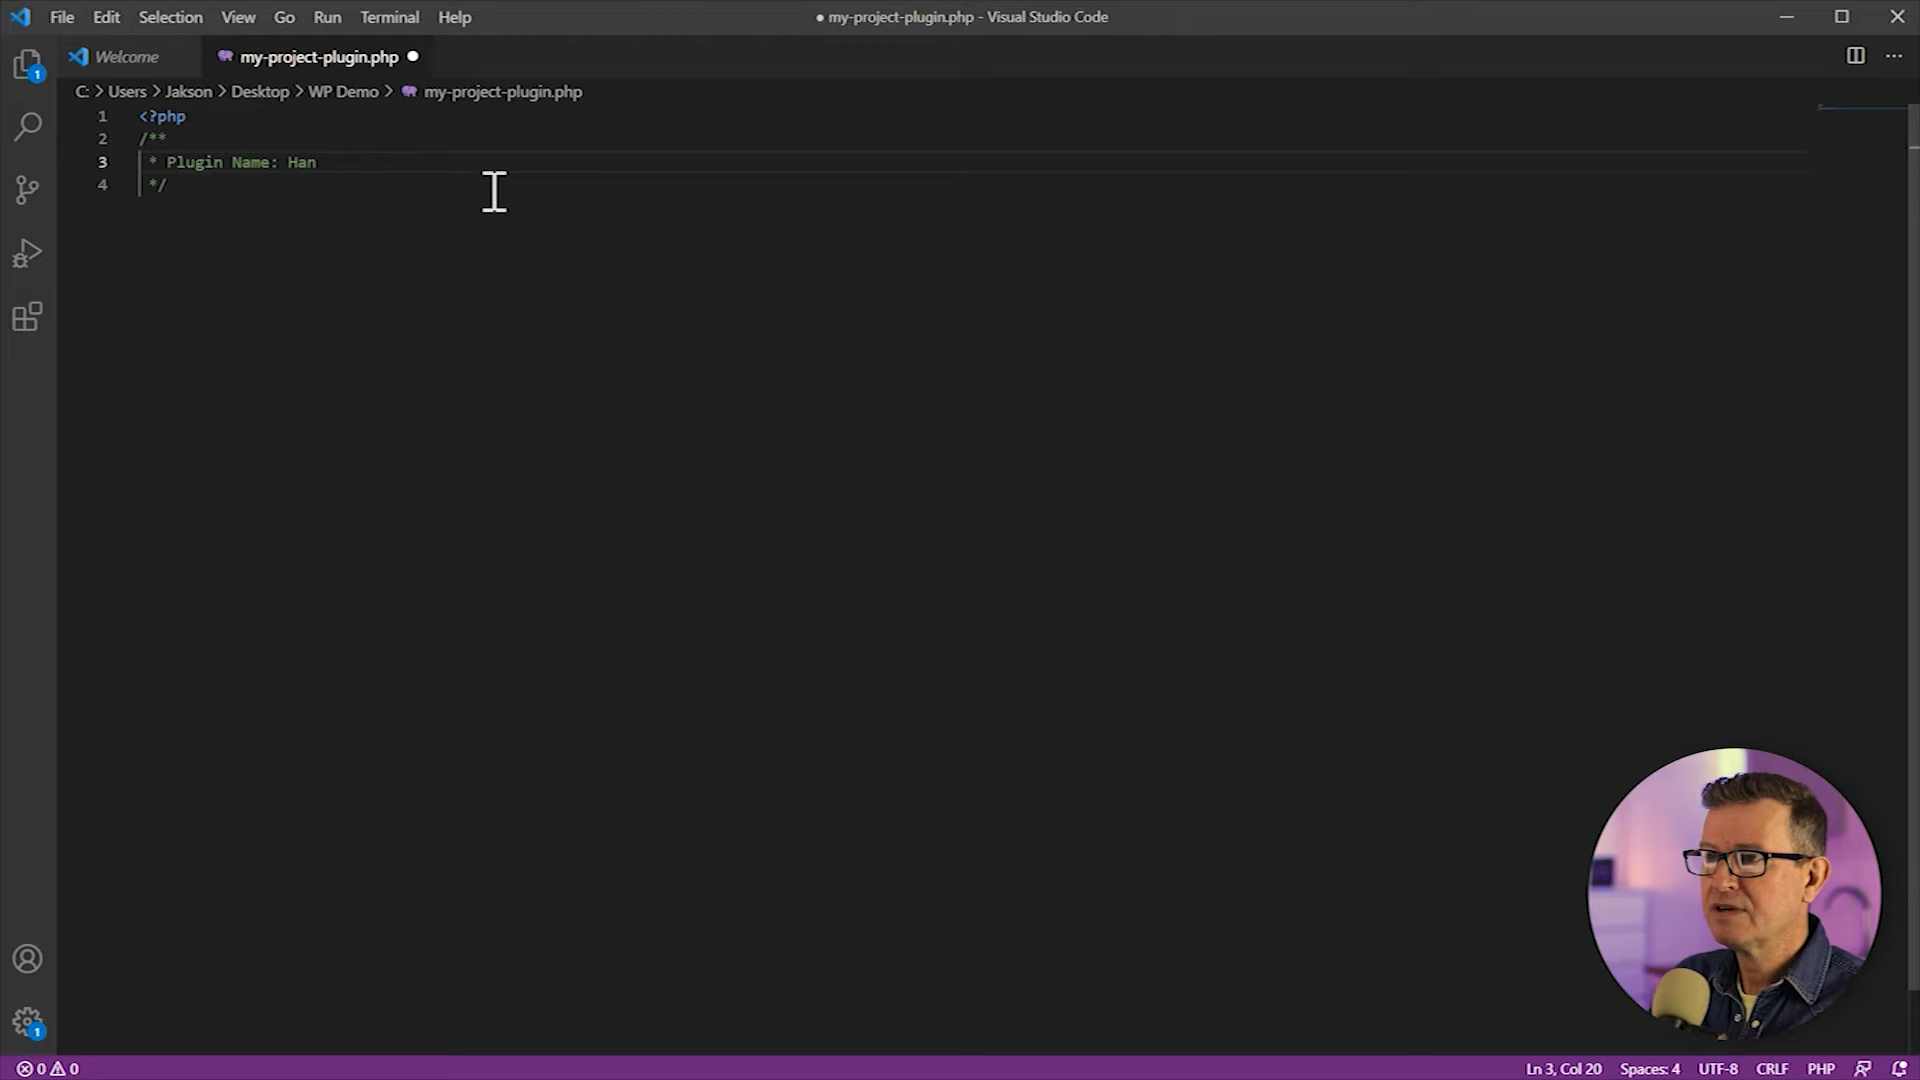 File Edit Selection View Go Run Terminal Help
● my-project-plugin.php - Visual Studio Code
Welcome
my-project-plugin.php
C: > Users > Jakson > Desktop > WP Demo > my-project-plugin.php
1 <?php
2 /**
3 * Plugin Name: Han
4 */
1
1
0 0
Ln 3, Col 20 Spaces: 4 UTF-8 CRLF PHP